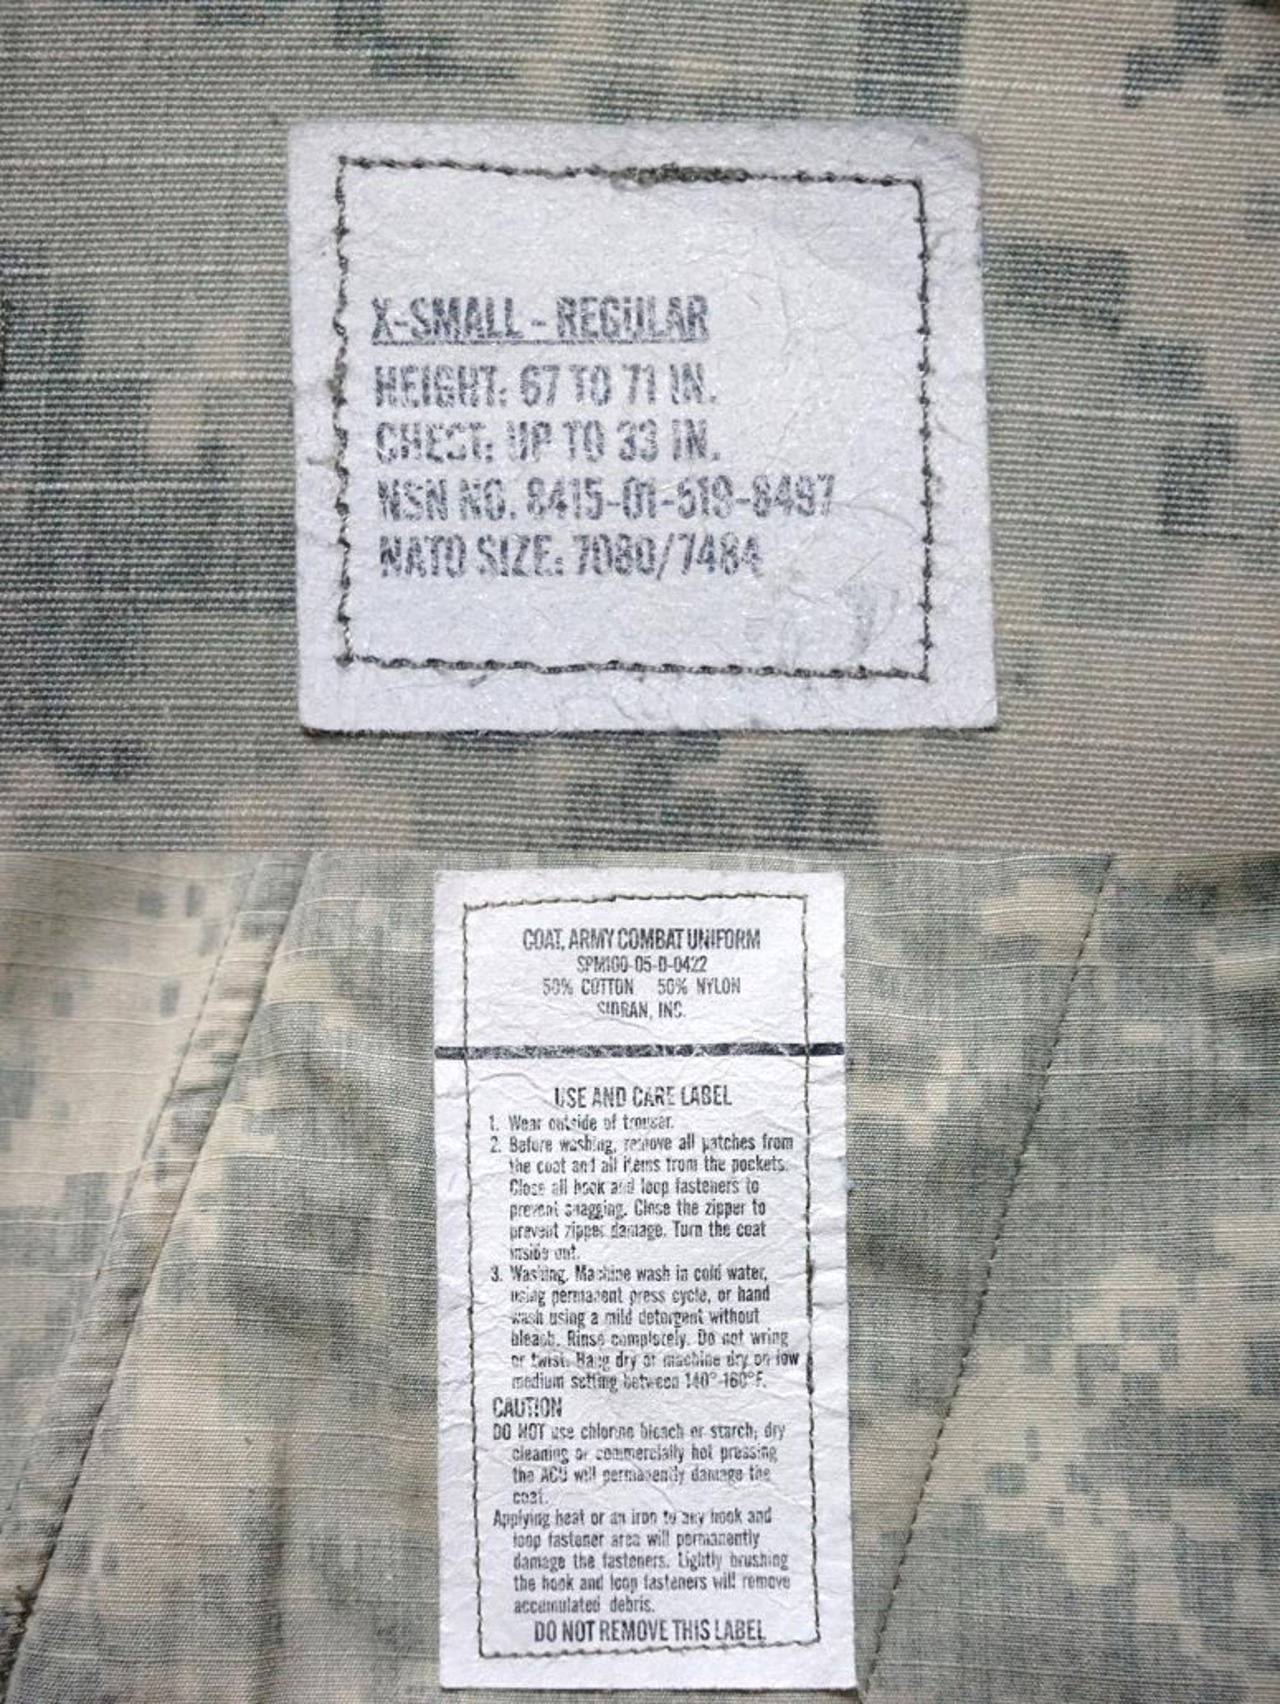 X-SMALL - REGULAR
HEIGHT: 67 TO 71 IN.
CHEST: UP TO 33 IN.
NSN NO. 8415-01-519-8497
NATO SIZE: 7080/7484
COAT, ARMY COMBAT UNIFORM
SPM100-05-D-0422
50% COTTON 50% NYLON
SIDRAN, INC.
USE AND CARE LABEL
1. Wear outside of trouser.
2. Before washing, remove all patches from
the coat and all items from the pockets.
Close all hook and loop fasteners to
prevent snagging. Close the zipper to
prevent zipper damage. Turn the coat
inside out.
3. Washing. Machine wash in cold water,
using permanent press cycle, or hand
wash using a mild detergent without
bleach. Rinse completely. Do not wring
or twist. Hang dry or machine dry on low
medium setting between 140°-160°F.
CAUTION
DO NOT use chlorine bleach or starch; dry
cleaning or commercially hot pressing
the ACU will permanently damage the
coat.
Applying heat or an iron to any hook and
loop fastener area will permanently
damage the fasteners. Lightly brushing
the hook and loop fasteners will remove
accumulated debris.
DO NOT REMOVE THIS LABEL